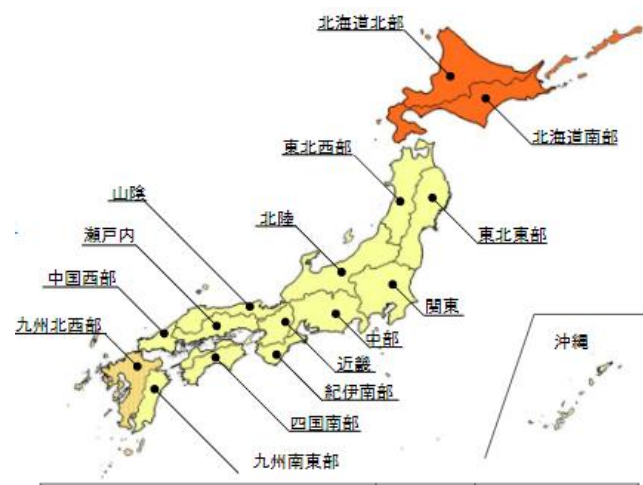 北海道北部
北海道南部
東北西部
山陰
北陸
東北東部
瀬戸内
中国西部
関東
九州北西部
中部
沖縄
近畿
紀伊南部
四国南部
九州南東部